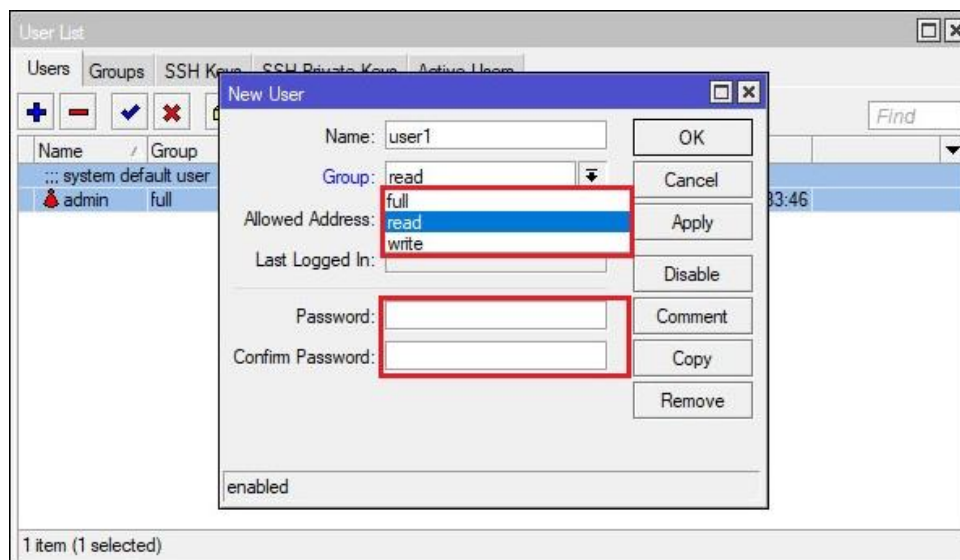 User List
Users Groups SSH Keys SSH Private Keys Active Users
New User
Find
Name Group
;;; system default user
admin full 33:46
Name: user1
Group: read
full
read
write
Allowed Address:
Last Logged In:
Password:
Confirm Password:
OK
Cancel
Apply
Disable
Comment
Copy
Remove
enabled
1 item (1 selected)